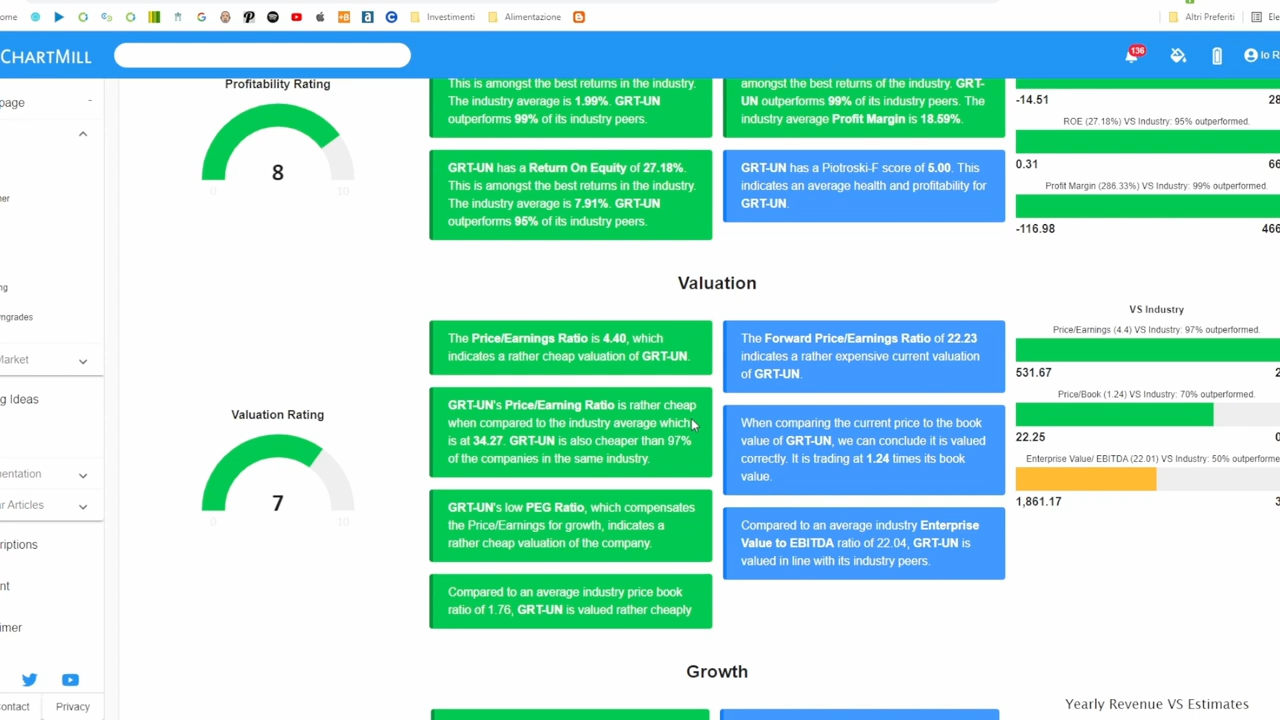 ome
Investimenti
Alimentazione
Altri Preferiti
Ele
CHARTMILL
136
Io R
page
-
er
ng
wngrades
Market
g Ideas
mentation
r Articles
riptions
nt
imer
ontact
Privacy
Profitability Rating
8
0
10
This is amongst the best returns in the industry.
The industry average is 1.99%. GRT-UN
outperforms 99% of its industry peers.
amongst the best returns of the industry. GRT-
UN outperforms 99% of its industry peers. The
industry average Profit Margin is 18.59%.
GRT-UN has a Return On Equity of 27.18%.
This is amongst the best returns in the industry.
The industry average is 7.91%. GRT-UN
outperforms 95% of its industry peers.
GRT-UN has a Piotroski-F score of 5.00. This
indicates an average health and profitability for
GRT-UN.
-14.51
28
ROE (27.18%) VS Industry: 95% outperformed.
0.31
66
Profit Margin (286.33%) VS Industry: 99% outperformed.
-116.98
466
Valuation
Valuation Rating
7
0
10
The Price/Earnings Ratio is 4.40, which
indicates a rather cheap valuation of GRT-UN.
GRT-UN's Price/Earning Ratio is rather cheap
when compared to the industry average which
is at 34.27. GRT-UN is also cheaper than 97%
of the companies in the same industry.
GRT-UN's low PEG Ratio, which compensates
the Price/Earnings for growth, indicates a
rather cheap valuation of the company.
Compared to an average industry price book
ratio of 1.76, GRT-UN is valued rather cheaply
The Forward Price/Earnings Ratio of 22.23
indicates a rather expensive current valuation
of GRT-UN.
When comparing the current price to the book
value of GRT-UN, we can conclude it is valued
correctly. It is trading at 1.24 times its book
value.
Compared to an average industry Enterprise
Value to EBITDA ratio of 22.04, GRT-UN is
valued in line with its industry peers.
VS Industry
Price/Earnings (4.4) VS Industry: 97% outperformed.
531.67
2
Price/Book (1.24) VS Industry: 70% outperformed.
22.25
0
Enterprise Value/ EBITDA (22.01) VS Industry: 50% outperforme
1,861.17
3
Growth
Yearly Revenue VS Estimates